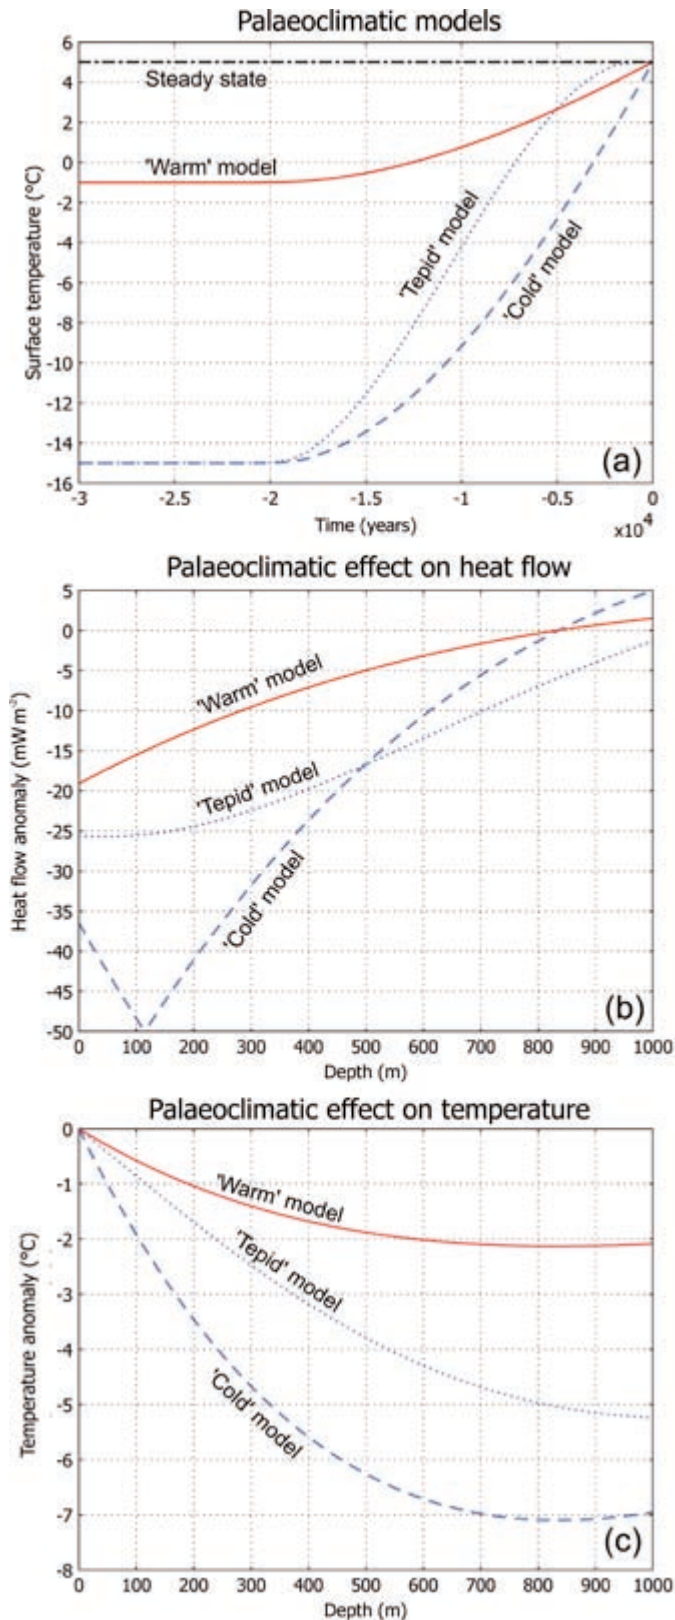 Palaeoclimatic models
6
4
2
0
-2
-4
-6
-8
-10
-12
-14
-16
Surface temperature (°C)
Steady state
'Warm' model
'Tepid' model
'Cold' model
(a)
-3 -2.5 -2 -1.5 -1 -0.5 0
Time (years)
x10⁴
Palaeoclimatic effect on heat flow
5
0
-5
-10
-15
-20
-25
-30
-35
-40
-45
-50
Heat flow anomaly (mW m⁻²)
'Warm' model
'Tepid' model
'Cold' model
(b)
0 100 200 300 400 500 600 700 800 900 1000
Depth (m)
Palaeoclimatic effect on temperature
0
-1
-2
-3
-4
-5
-6
-7
-8
Temperature anomaly (°C)
'Warm' model
'Tepid' model
'Cold' model
(c)
0 100 200 300 400 500 600 700 800 900 1000
Depth (m)